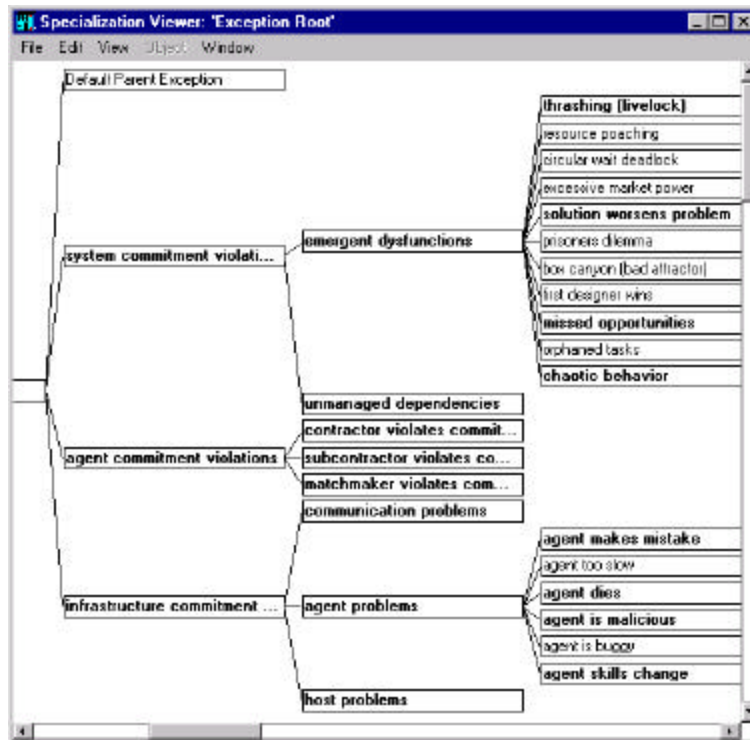 Specialization Viewer: 'Exception Root'
File Edit View Object Window
Default Parent Exception
thrashing (livelock)
resource poaching
circular wait deadlock
excessive market power
solution worsens problem
emergent dysfunctions
prisoners dilemma
system commitment violati...
box canyon (bad attractor)
first designer wins
missed opportunities
orphaned tasks
chaotic behavior
unmanaged dependencies
contractor violates commit...
agent commitment violations
subcontractor violates co...
matchmaker violates com...
communication problems
agent makes mistake
agent too slow
agent dies
infrastructure commitment ...
agent problems
agent is malicious
agent is buggy
agent skills change
host problems